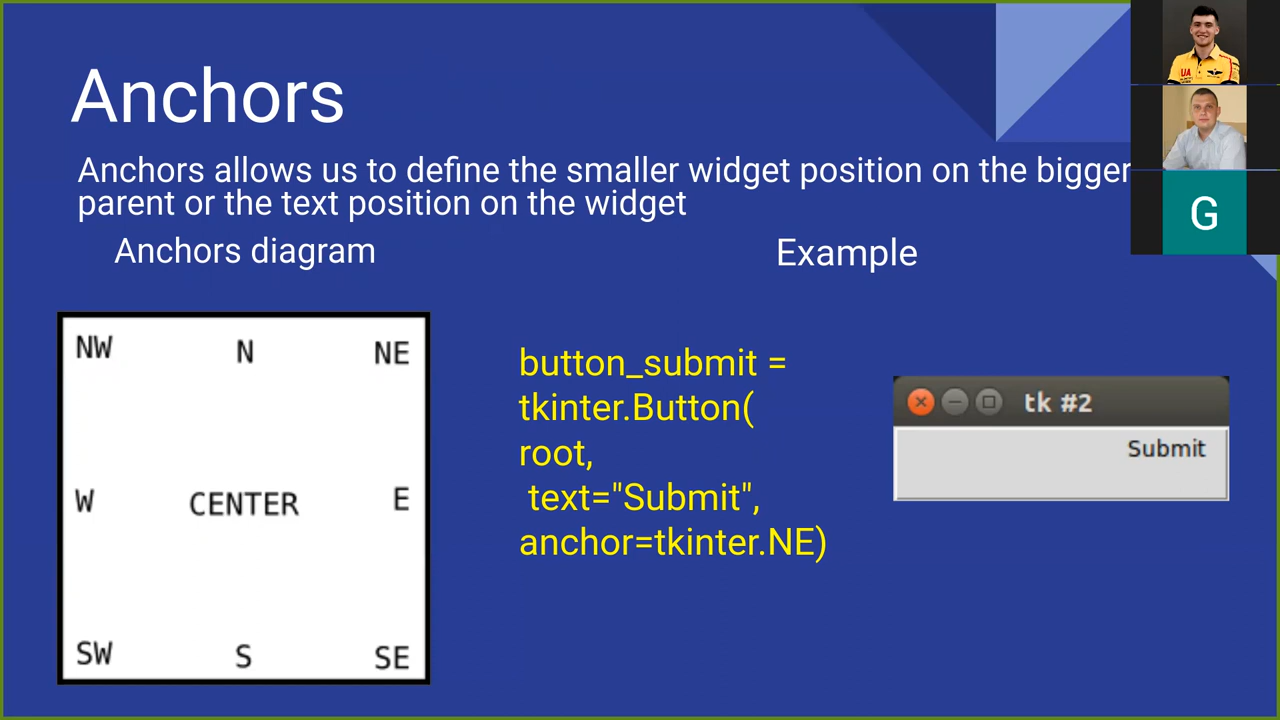 Anchors
Anchors allows us to define the smaller widget position on the bigger
parent or the text position on the widget
Anchors diagram
Example
NW N NE
W CENTER E
SW S SE
button_submit =
tkinter.Button(
root,
text="Submit",
anchor=tkinter.NE)
tk #2
Submit
UA
G